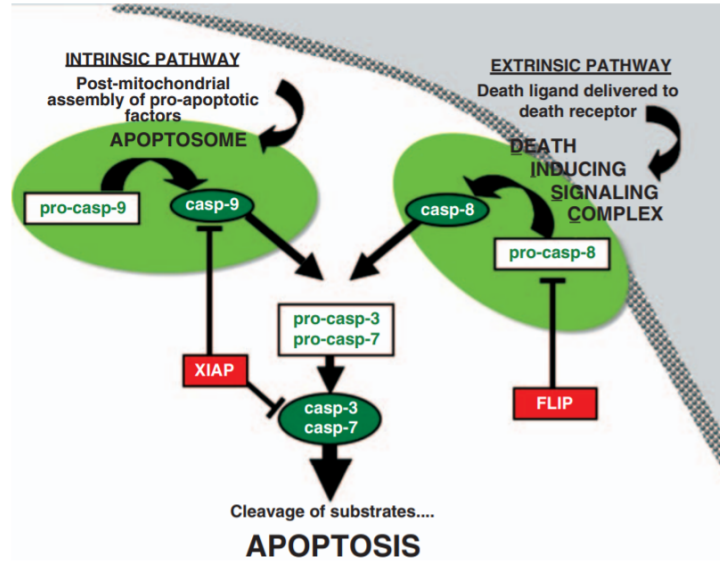 INTRINSIC PATHWAY
Post-mitochondrial
assembly of pro-apoptotic
factors
APOPTOSOME
pro-casp-9
casp-9
EXTRINSIC PATHWAY
Death ligand delivered to
death receptor
DEATH
INDUCING
SIGNALING
COMPLEX
casp-8
pro-casp-8
pro-casp-3
pro-casp-7
XIAP
casp-3
casp-7
FLIP
Cleavage of substrates....
APOPTOSIS